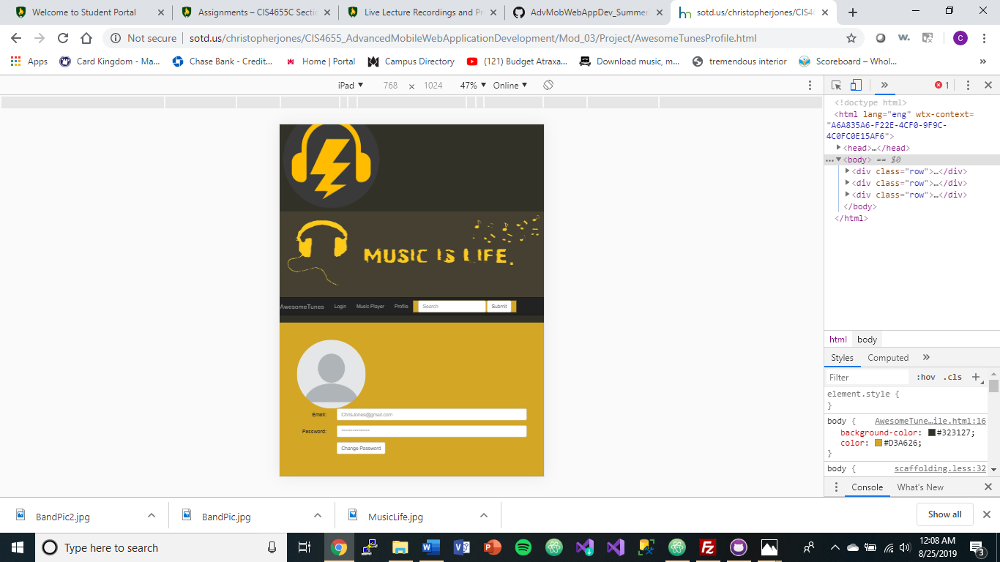 Welcome to Student Portal
Assignments – CIS4655C Secti
Live Lecture Recordings and Pr
AdvMobWebAppDev_Summer
sotd.us/christopherjones/CIS4
Not secure | sotd.us/christopherjones/CIS4655_AdvancedMobileWebApplicationDevelopment/Mod_03/Project/AwesomeTunesProfile.html
W.
C
Apps
Card Kingdom - Ma...
Chase Bank - Credit...
Home | Portal
Campus Directory
(121) Budget Atraxa...
Download music, m...
tremendous interior
Scoreboard – Whol...
»
iPad ▼ 768 x 1024 47% ▼ Online ▼
» 1
MUSIC IS LIFE.
AwesomeTunes Login Music Player Profile Search Submit
Email: ChrisJones@gmail.com
Password: ***************
Change Password
<!doctype html>
<html lang="eng" wtx-context=
"A6A835A6-F22E-4CF0-9F9C-
4C0FC0E15AF6">
<head>…</head>
<body> == $0
<div class="row">…</div>
<div class="row">…</div>
<div class="row">…</div>
</body>
</html>
html body
Styles Computed »
Filter :hov .cls +
element.style {
}
body { AwesomeTune…ile.html:16
background-color: #323127;
color: #D3A626;
}
body { scaffolding.less:32
Console What's New
BandPic2.jpg
BandPic.jpg
MusicLife.jpg
Show all
Type here to search
12:08 AM
8/25/2019
3